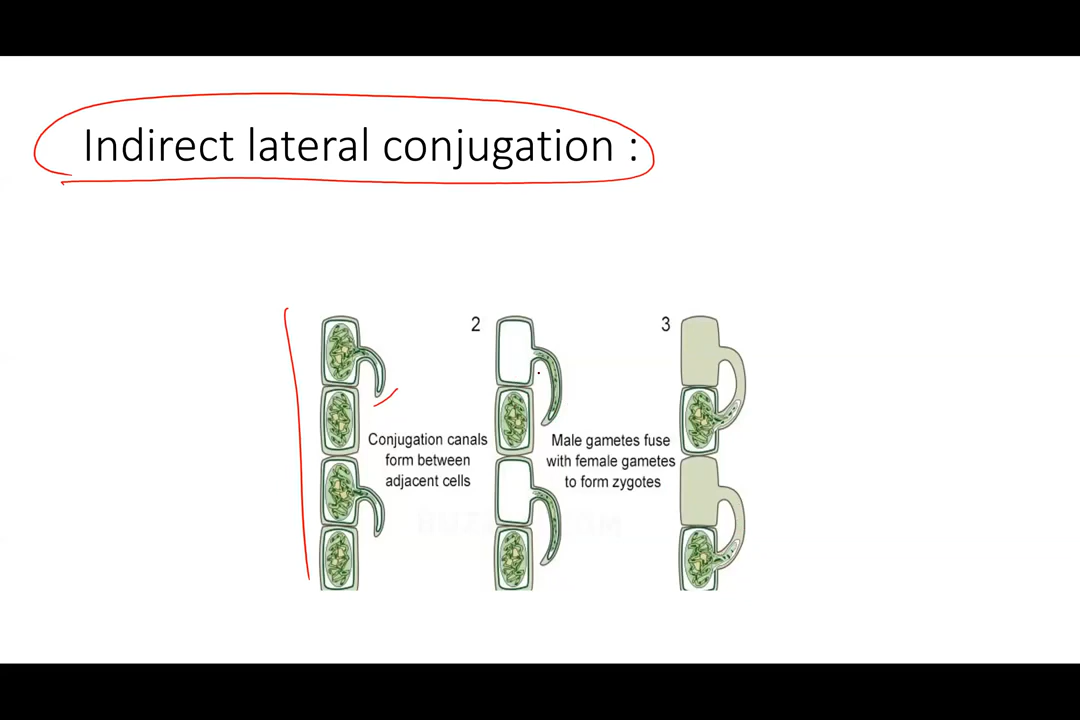 Indirect lateral conjugation :
2
3
Conjugation canals
form between
adjacent cells
Male gametes fuse
with female gametes
to form zygotes